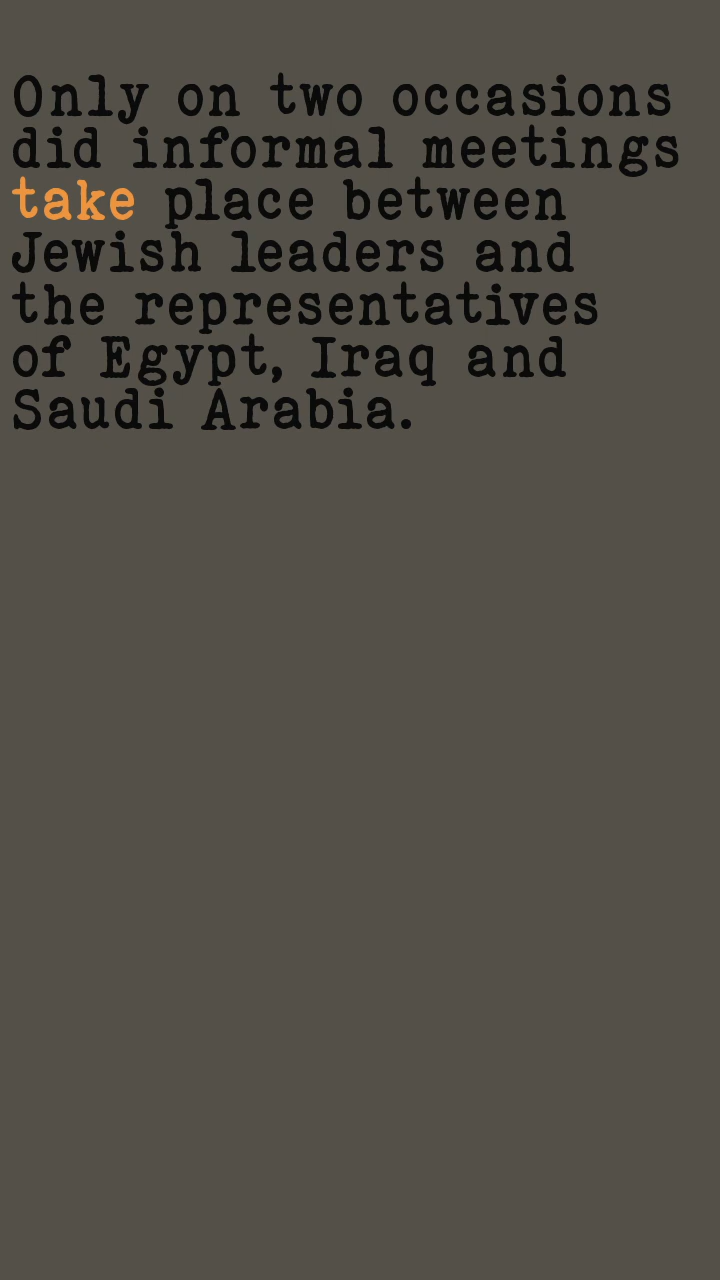 Only on two occasions
did informal meetings
take place between
Jewish leaders and
the representatives
of Egypt, Iraq and
Saudi Arabia.